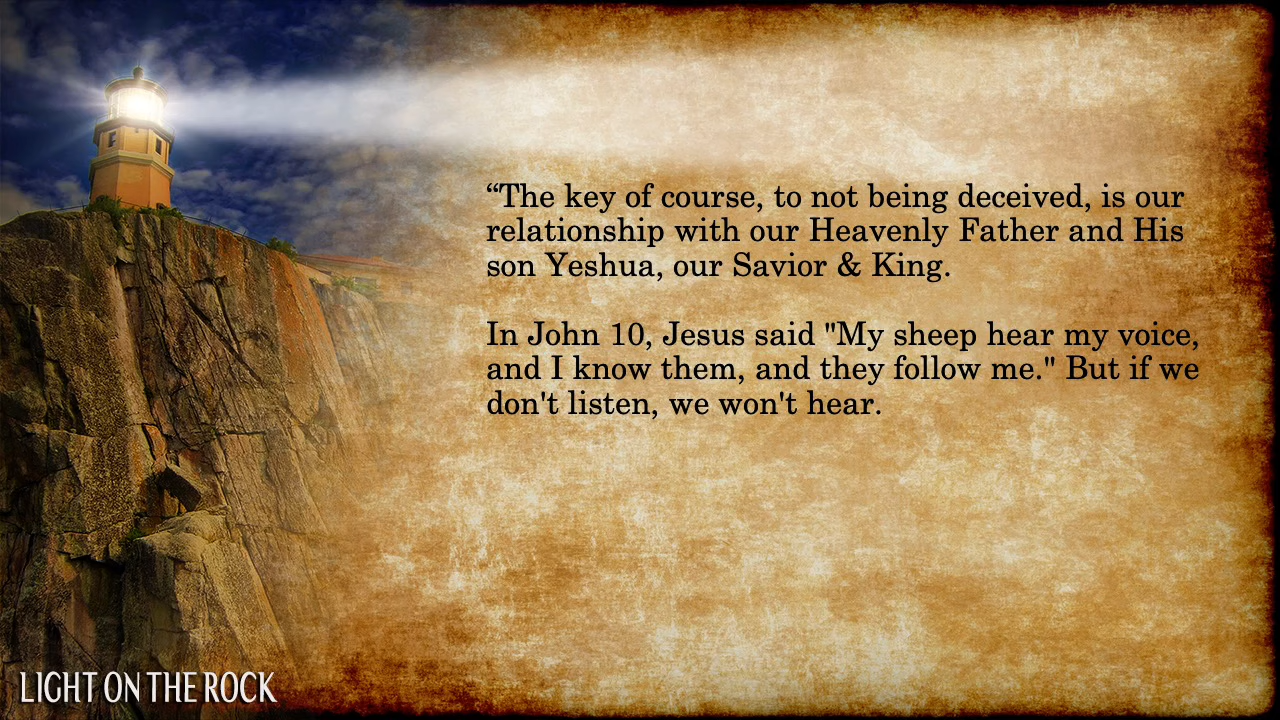 “The key of course, to not being deceived, is our
relationship with our Heavenly Father and His
son Yeshua, our Savior & King.
In John 10, Jesus said "My sheep hear my voice,
and I know them, and they follow me." But if we
don't listen, we won't hear.
LIGHT ON THE ROCK